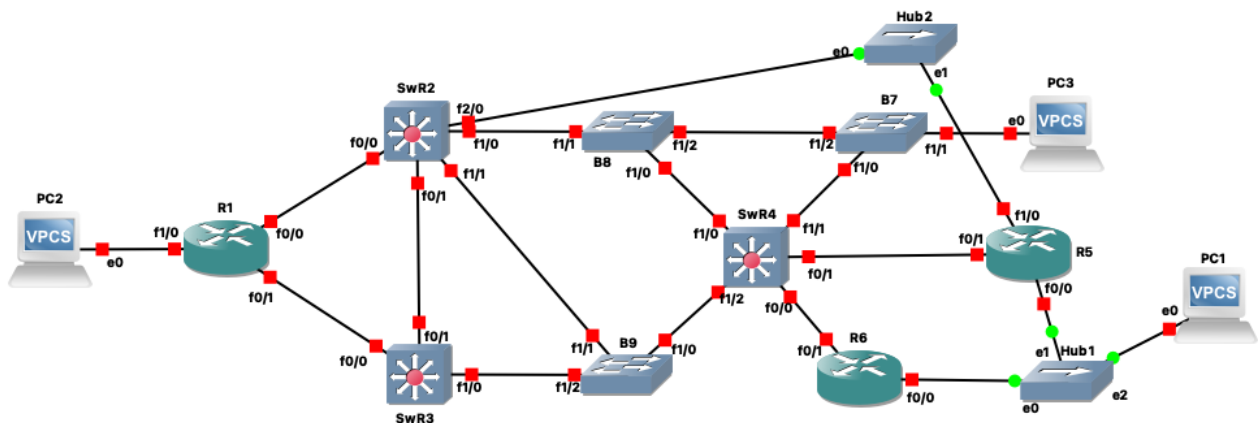 Hub2
e0
e1
SwR2
f2/0
f1/0
f1/1
B8
f1/2
f1/2
B7
f1/1
e0
PC3
VPCS
f0/0
f1/1
f0/1
f1/0
f1/0
PC2
VPCS
e0
f1/0
R1
f0/0
f0/1
SwR4
f1/0
f1/1
f0/1
f0/0
f1/2
f1/0
f0/1
R5
f0/0
PC1
VPCS
e0
f0/1
f0/0
f1/0
SwR3
B9
f1/1
f1/2
f1/0
R6
f0/1
f0/0
Hub1
e1
e0
e2